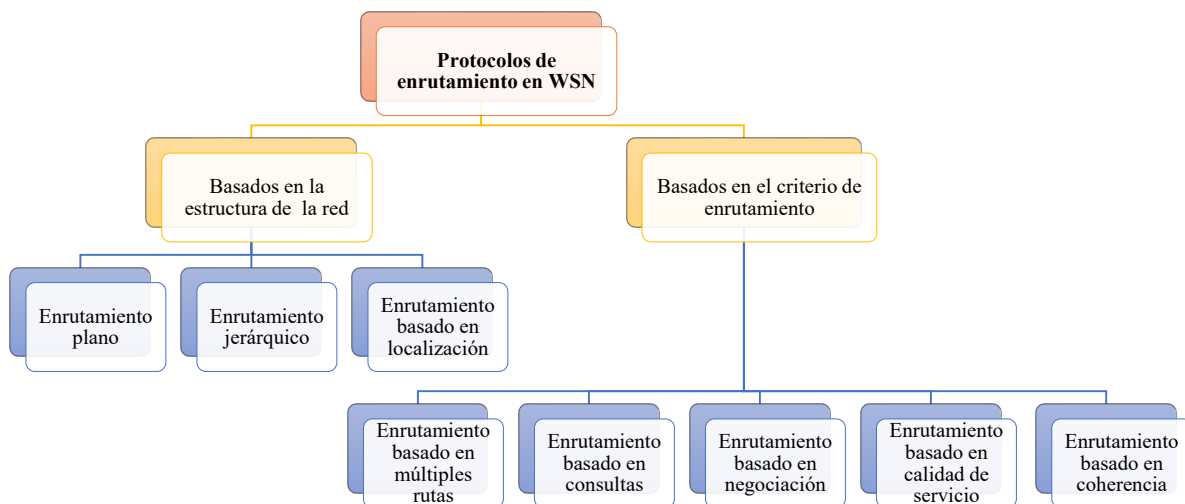 Protocolos de
enrutamiento en WSN
Basados en la
estructura de la red
Basados en el criterio de
enrutamiento
Enrutamiento
plano
Enrutamiento
jerárquico
Enrutamiento
basado en
localización
Enrutamiento
basado en
múltiples
rutas
Enrutamiento
basado en
consultas
Enrutamiento
basado en
negociación
Enrutamiento
basado en
calidad de
servicio
Enrutamiento
basado en
coherencia